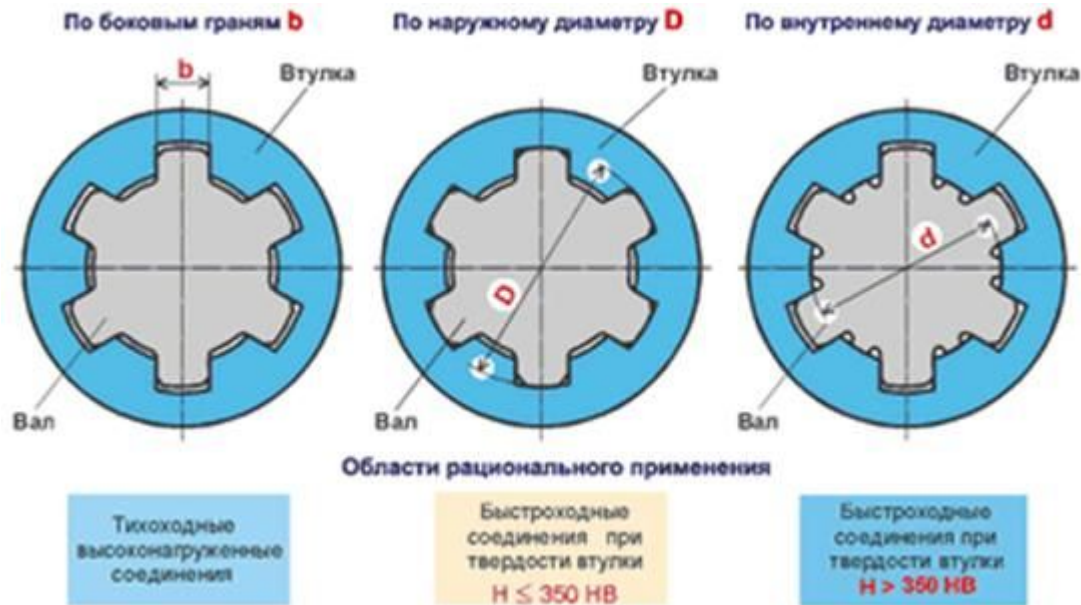 По боковым граням b
По наружному диаметру D
По внутреннему диаметру d
b
Втулка
Втулка
Втулка
D
d
Вал
Вал
Вал
Области рационального применения
Тихоходные
высоконагруженные
соединения
Быстроходные
соединения при
твердости втулки
H ≤ 350 HB
Быстроходные
соединения при
твердости втулки
H > 350 HB